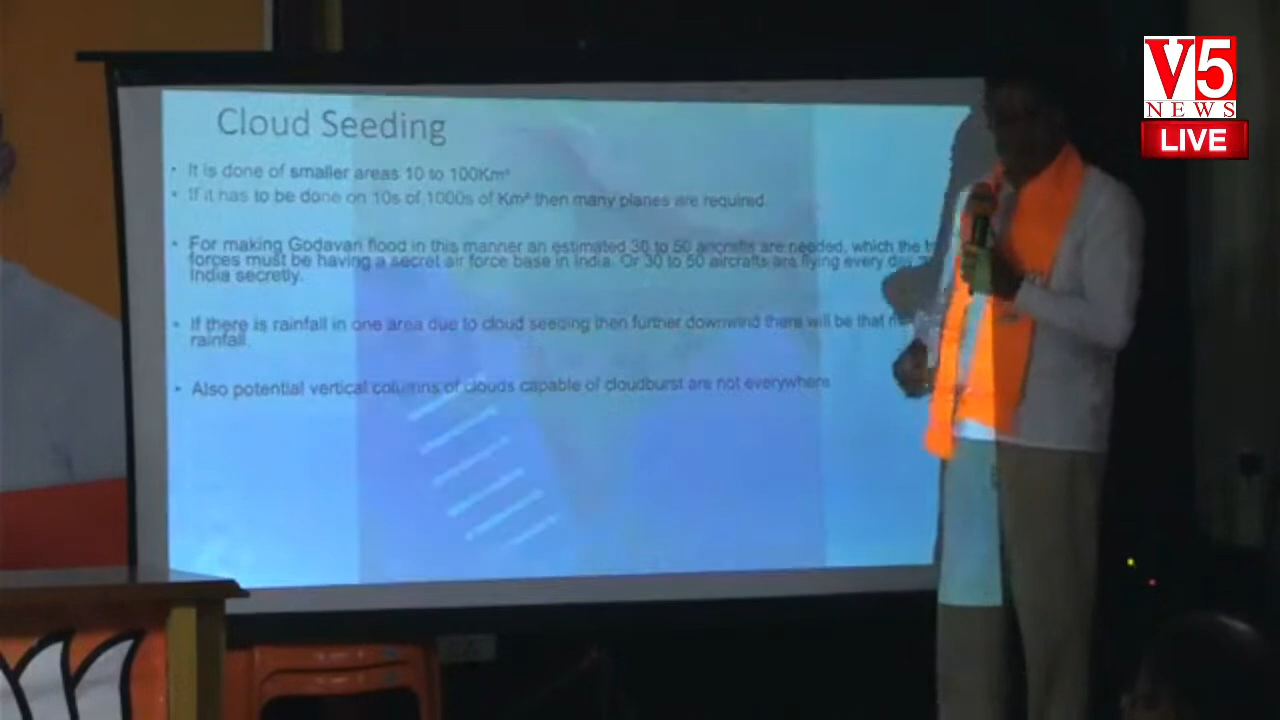 V5
NEWS
LIVE
Cloud Seeding
• It is done of smaller areas 10 to 100Km²
• If it has to be done on 10s of 1000s of Km² then many planes are required
• For making Godavari flood in this manner an estimated 30 to 50 aircrafts are needed, which the
forces must be having a secret air force base in India. Or 30 to 50 aircrafts are flying every day
India secretly.
• If there is rainfall in one area due to cloud seeding then further downwind there will be that
rainfall.
• Also potential vertical columns of clouds capable of cloudburst are not everywhere